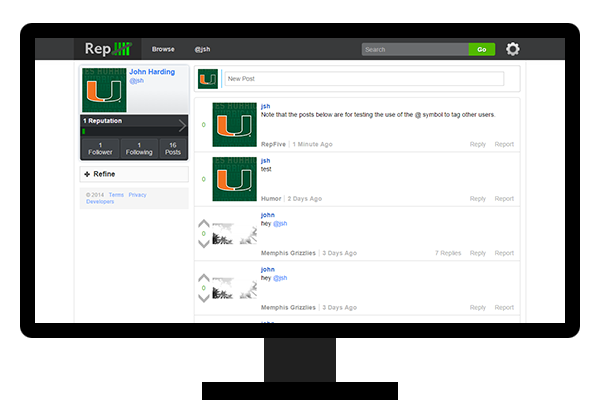 Rep
Browse
@jsh
Search
Go
John Harding
@jsh
1 Reputation
1
Follower
1
Following
16
Posts
Refine
© 2014 Terms Privacy
Developers
New Post
jsh
Note that the posts below are for testing the use of the @ symbol to tag other users.
0
RepFive | 1 Minute Ago Reply Report
jsh
test
0
Humor | 2 Days Ago Reply Report
john
hey @jsh
0
Memphis Grizzlies | 3 Days Ago 7 Replies Reply Report
john
hey @jsh
0
Memphis Grizzlies | 3 Days Ago Reply Report